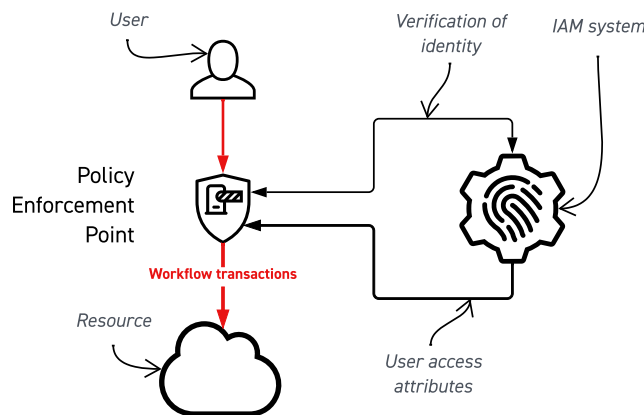 User
Verification of
identity
IAM system
Policy
Enforcement
Point
Workflow transactions
Resource
User access
attributes